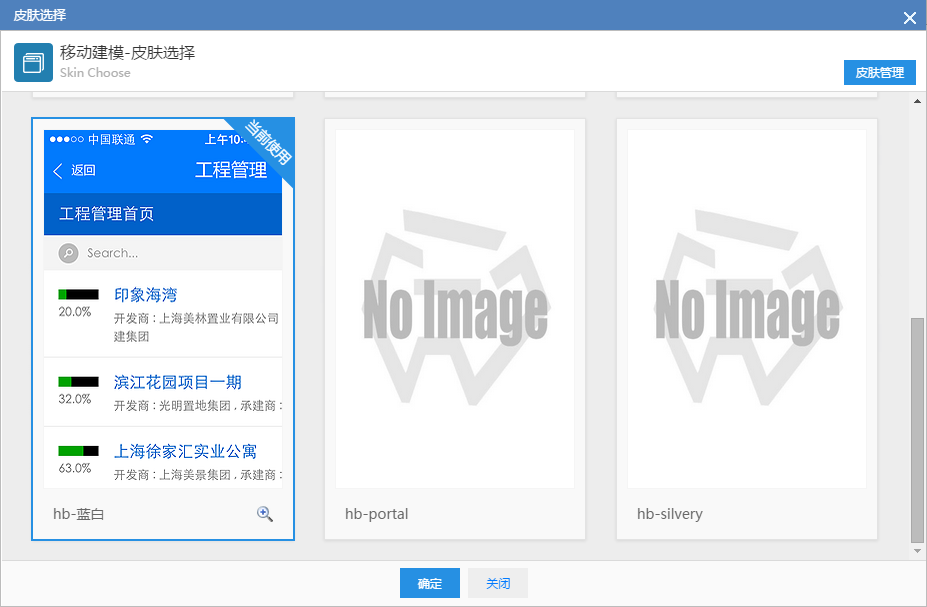 皮肤选择
移动建模-皮肤选择
Skin Choose
皮肤管理
中国联通 上午10:
当前使用
返回 工程管理
工程管理首页
Search...
印象海湾
20.0%
开发商：上海美林置业有限公司
建集团
滨江花园项目一期
32.0%
开发商：光明置地集团，承建商：
上海徐家汇实业公寓
63.0%
开发商：上海美景集团，承建商：
hb-蓝白
No Image
hb-portal
No Image
hb-silvery
确定 关闭